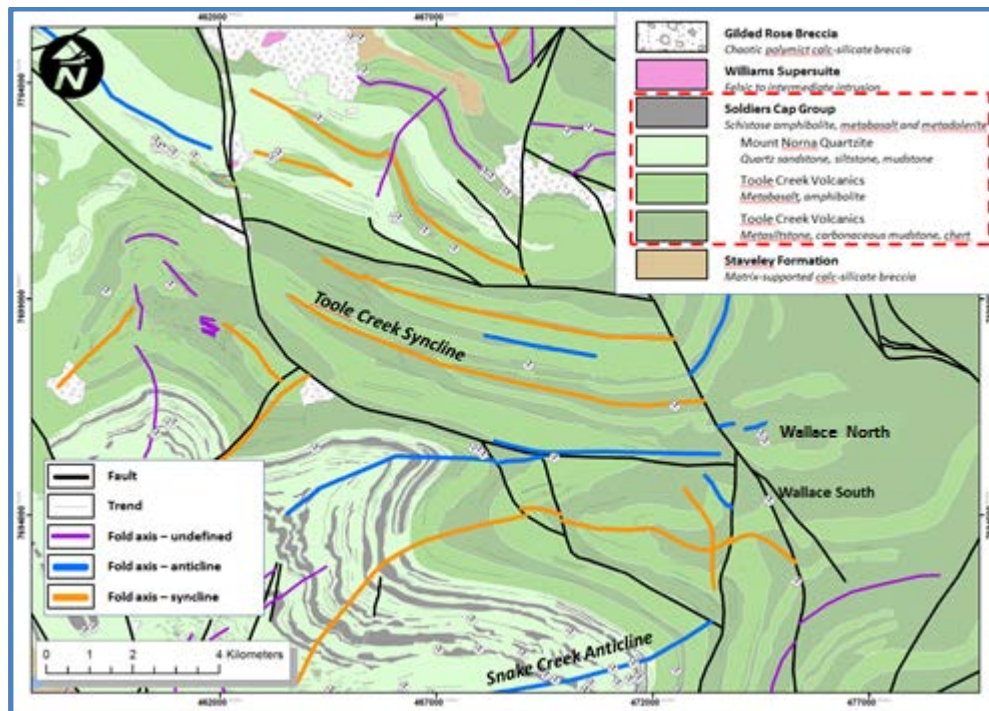 462000
467000
7704000
N
Gilded Rose Breccia
Chaotic polymict calc-silicate breccia
Williams Supersuite
Felsic to intermediate intrusion
Soldiers Cap Group
Schistose amphibolite, metabasalt and metadolerite
Mount Norna Quartzite
Quartz sandstone, siltstone, mudstone
Toole Creek Volcanics
Metabasalt, amphibolite
Toole Creek Volcanics
Metasiltstone, carbonaceous mudstone, chert
Staveley Formation
Matrix-supported calc-silicate breccia
7699000
Toole Creek Syncline
Wallace North
Wallace South
Fault
Trend
Fold axis – undefined
Fold axis – anticline
Fold axis – syncline
7694000
Snake Creek Anticline
0 2 4 Kilometers
462000
467000
472000
477000